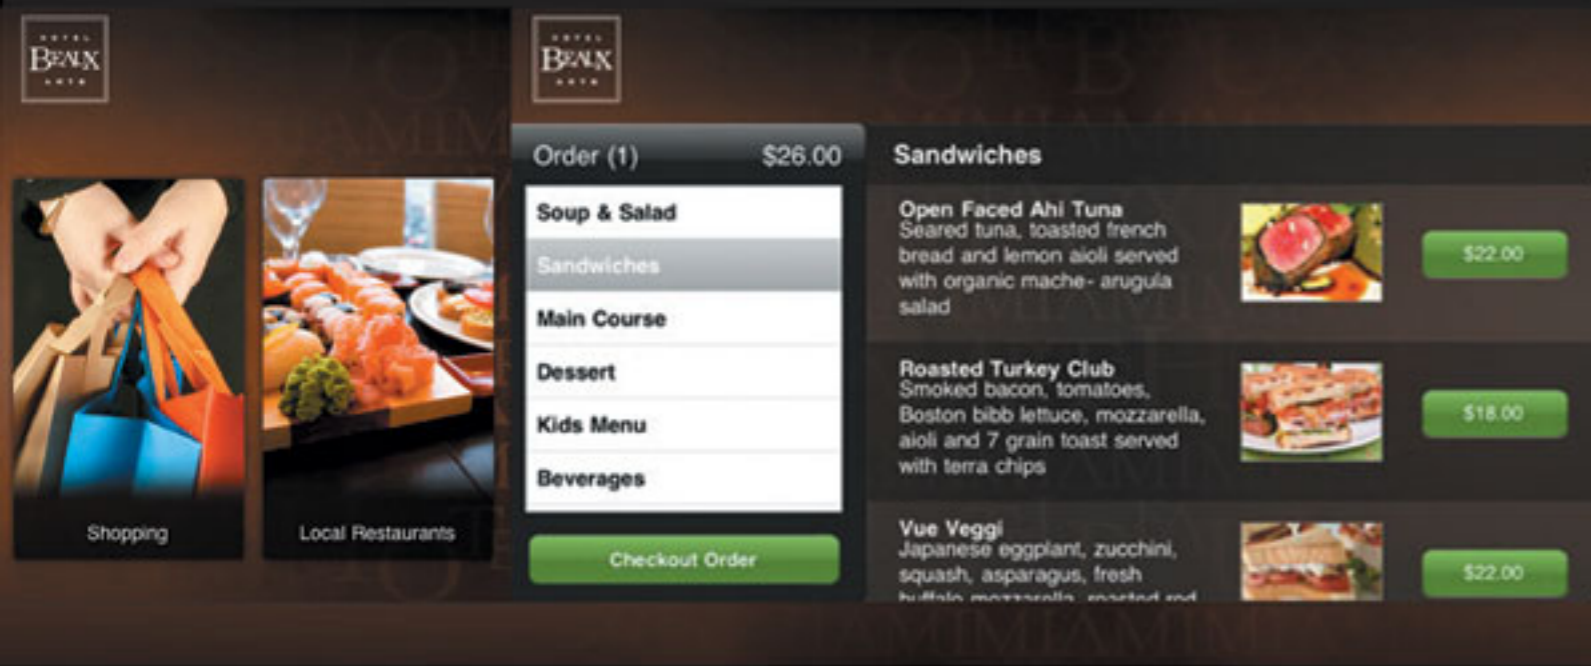 HOTEL
BEAUX
ARTS
Shopping
Local Restaurants
HOTEL
BEAUX
ARTS
Order (1) $26.00
Soup & Salad
Sandwiches
Main Course
Dessert
Kids Menu
Beverages
Checkout Order
Sandwiches
Open Faced Ahi Tuna
Seared tuna, toasted french
bread and lemon aioli served
with organic mache- arugula
salad
$22.00
Roasted Turkey Club
Smoked bacon, tomatoes,
Boston bibb lettuce, mozzarella,
aioli and 7 grain toast served
with terra chips
$18.00
Vue Veggi
Japanese eggplant, zucchini,
squash, asparagus, fresh
buffalo mozzarella, roasted red
$22.00